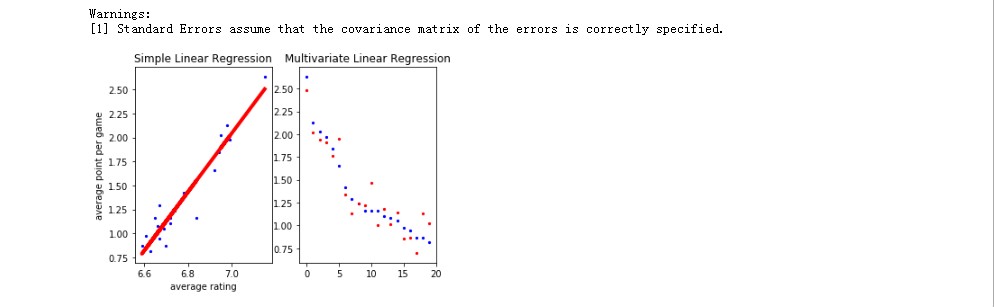 Warnings:
[1] Standard Errors assume that the covariance matrix of the errors is correctly specified.
Simple Linear Regression
Multivariate Linear Regression
average point per game
2.50
2.25
2.00
1.75
1.50
1.25
1.00
0.75
6.6 6.8 7.0
average rating
2.50
2.25
2.00
1.75
1.50
1.25
1.00
0.75
0 5 10 15 20